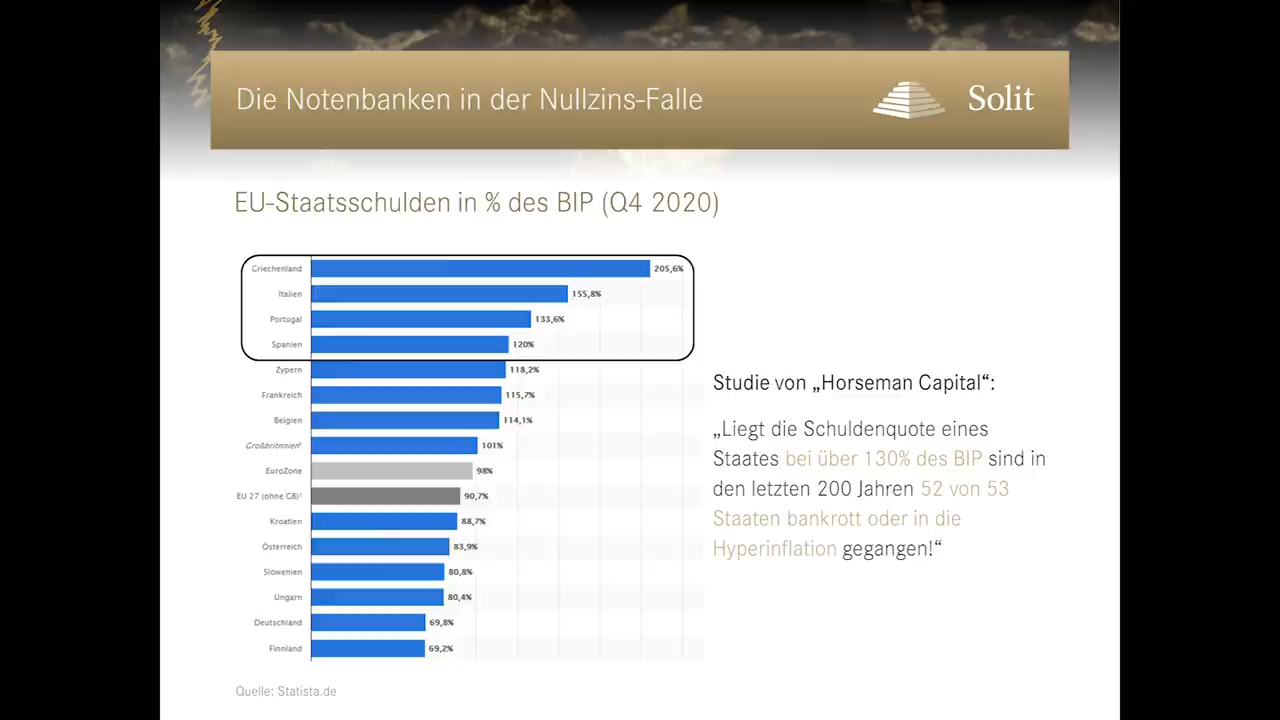 Die Notenbanken in der Nullzins-Falle
Solit
EU-Staatsschulden in % des BIP (Q4 2020)
Griechenland 205,6%
Italien 155,8%
Portugal 133,6%
Spanien 120%
Zypern 118,2%
Frankreich 115,7%
Belgien 114,1%
Großbritnnien¹ 101%
EuroZone 98%
EU 27 (ohne GB)¹ 90,7%
Kroatien 88,7%
Österreich 83,9%
Slowenien 80,8%
Ungarn 80,4%
Deutschland 69,8%
Finnland 69,2%
Studie von „Horseman Capital“:
„Liegt die Schuldenquote eines
Staates bei über 130% des BIP sind in
den letzten 200 Jahren 52 von 53
Staaten bankrott oder in die
Hyperinflation gegangen!“
Quelle: Statista.de